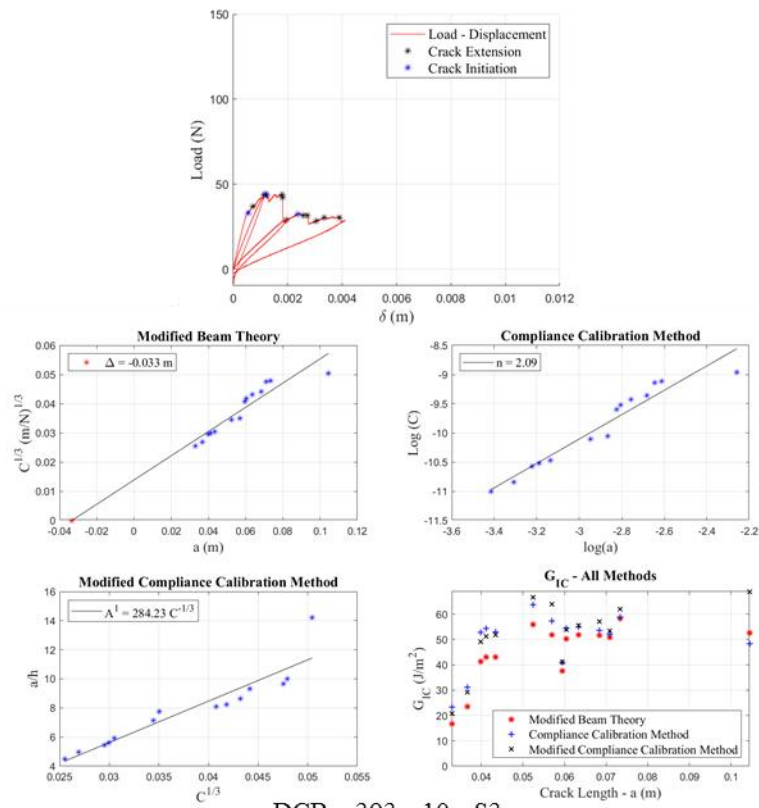 150
100
50
0
Load (N)
Load - Displacement
Crack Extension
Crack Initiation
0 0.002 0.004 0.006 0.008 0.01 0.012
δ (m)
Modified Beam Theory
0.06
0.05
0.04
0.03
0.02
0.01
0
C^1/3 (m/N)^1/3
Δ = -0.033 m
-0.04 -0.02 0 0.02 0.04 0.06 0.08 0.1 0.12
a (m)
Compliance Calibration Method
-8.5
-9
-9.5
-10
-10.5
-11
-11.5
Log (C)
n = 2.09
-3.6 -3.4 -3.2 -3 -2.8 -2.6 -2.4 -2.2
log(a)
Modified Compliance Calibration Method
16
14
12
10
8
6
4
a/h
A^1 = 284.23 C^-1/3
0.025 0.03 0.035 0.04 0.045 0.05 0.055
C^1/3
G_IC - All Methods
60
50
40
30
20
10
0
G_IC (J/m^2)
Modified Beam Theory
Compliance Calibration Method
Modified Compliance Calibration Method
0.04 0.05 0.06 0.07 0.08 0.09 0.1
Crack Length - a (m)